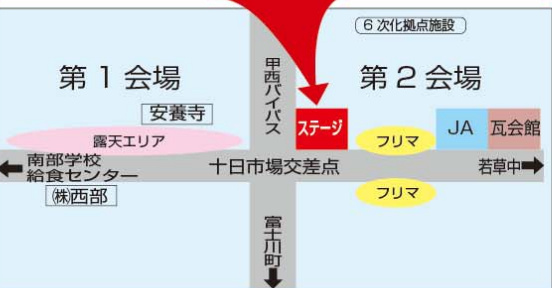 6次化拠点施設
第1会場
甲西バイパス
第2会場
安養寺
ステージ
フリマ
JA
瓦会館
露天エリア
南部学校
給食センター
十日市場交差点
若草中
㈱西部
フリマ
富士川町